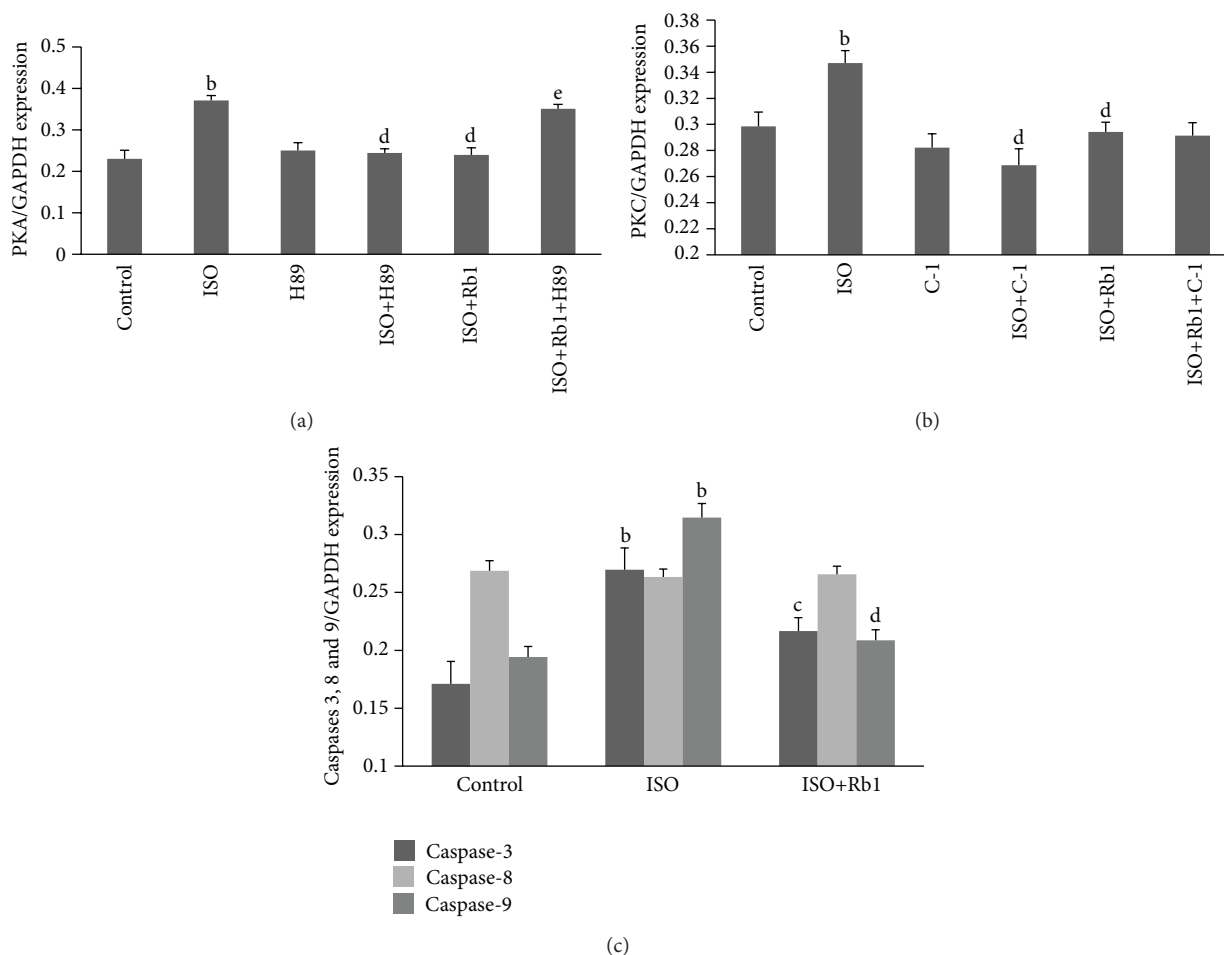 PKA/GAPDH expression
0.5
0.4
0.3
0.2
0.1
0
b
d
d
e
Control
ISO
H89
ISO+H89
ISO+Rb1
ISO+Rb1+H89
(a)
PKC/GAPDH expression
0.38
0.36
0.34
0.32
0.3
0.28
0.26
0.24
0.22
0.2
b
d
d
Control
ISO
C-1
ISO+C-1
ISO+Rb1
ISO+Rb1+C-1
(b)
Caspases 3, 8 and 9/GAPDH expression
0.35
0.3
0.25
0.2
0.15
0.1
b
b
c
d
Control
ISO
ISO+Rb1
Caspase-3
Caspase-8
Caspase-9
(c)